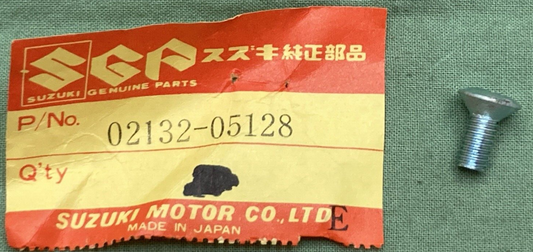 SGP スズキ純正部品
SUZUKI GENUINE PARTS
P/No. 02132-05128
Q'ty
SUZUKI MOTOR CO., LTD E
MADE IN JAPAN